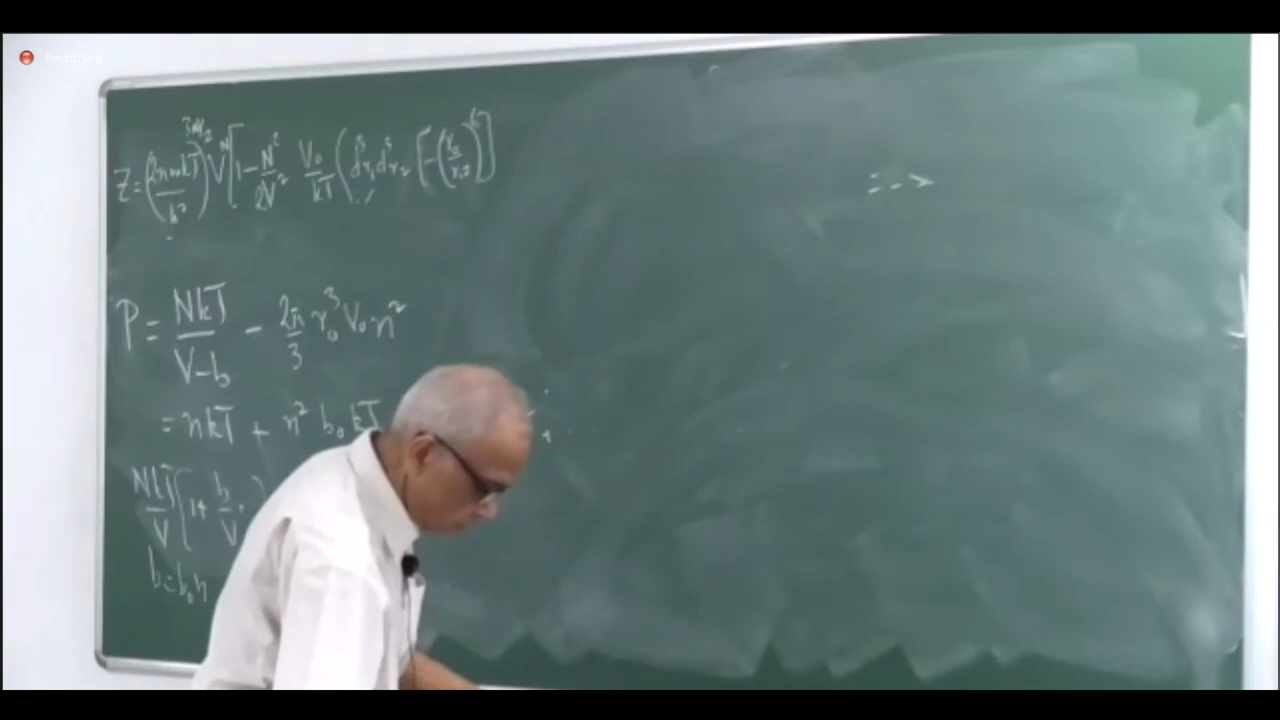 Recording
Z = (2πmkT/h²)^{3N/2} V^N [1 - N²/2V² V₀/kT ∫d³r₁d³r₂ [-(r₀/r₁₂)⁶]]
P = NkT/V-b - 2π/3 r₀³ V₀ n²
= nkT + n² b₀ kT
NkT/V [1 + b/V
b = b₀N